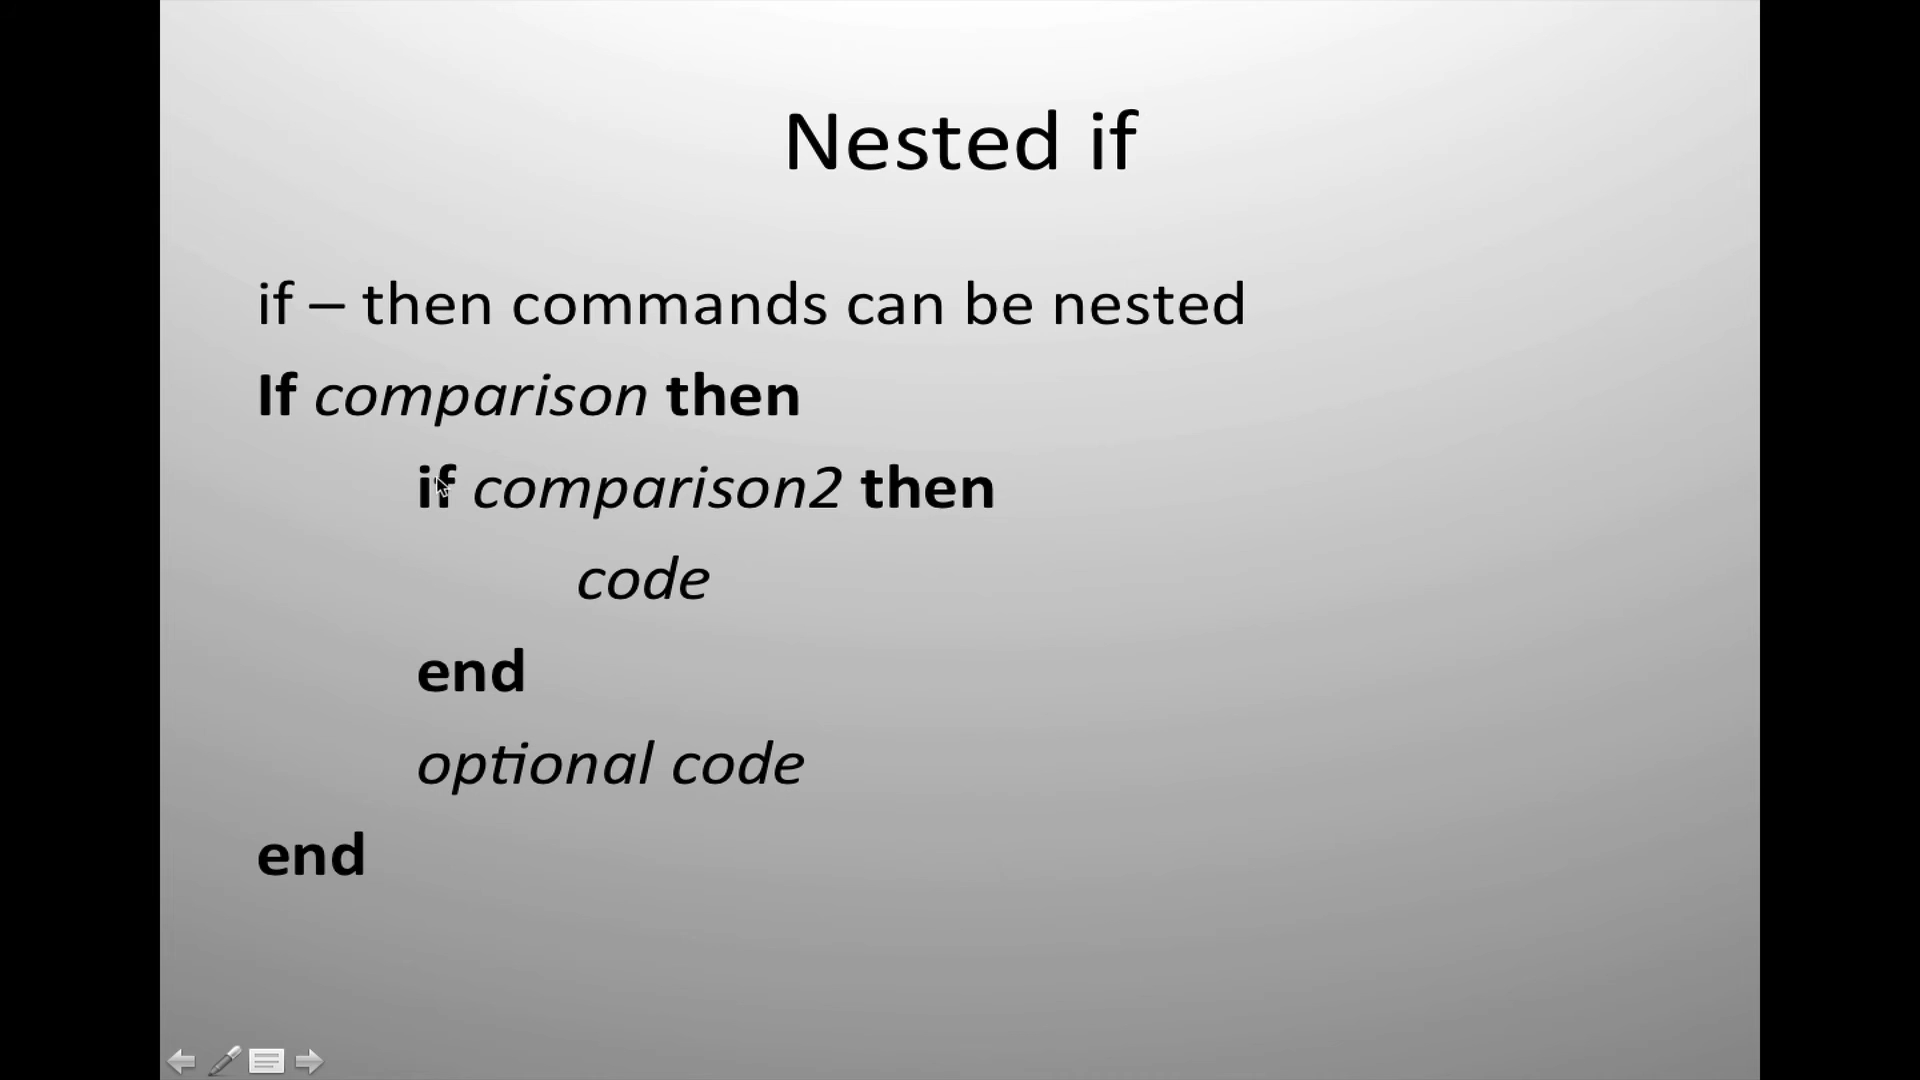 Nested if
if – then commands can be nested
If comparison then
if comparison2 then
code
end
optional code
end